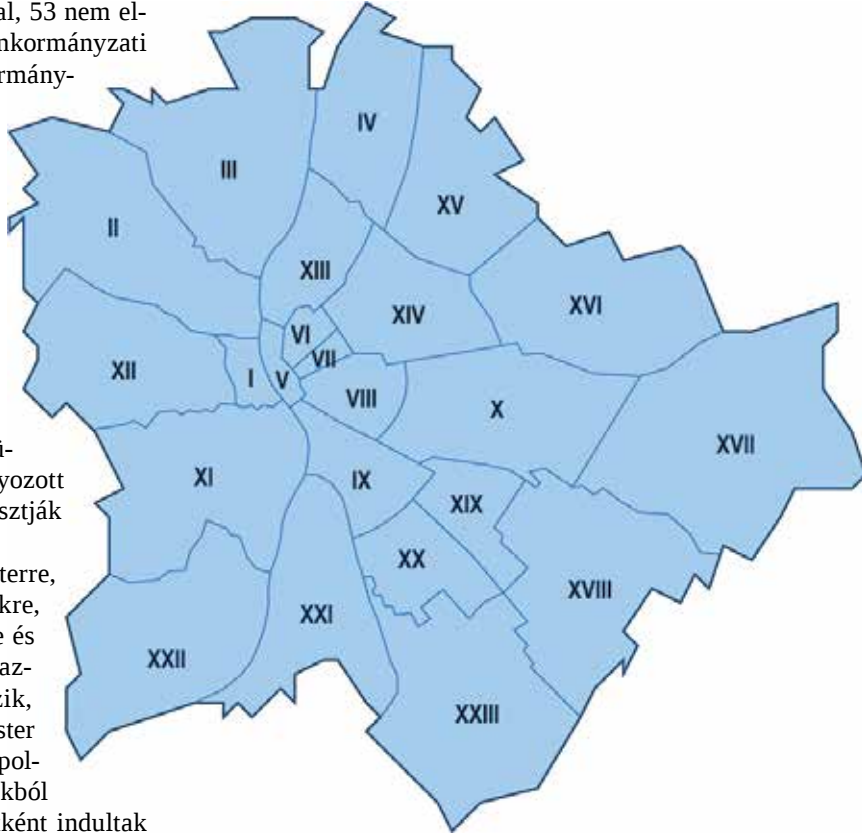 al, 53 nem el-
nkormányzati
rmány-
IV
III
XV
II
XIII
XVI
XIV
VI
VII
XII
I
V
VIII
X
XVII
ü-
yozott
sztják
XI
IX
XIX
terre,
kre,
e és
az-
zik,
ster
pol-
kból
ként indultak
XX
XVIII
XXI
XXII
XXIII